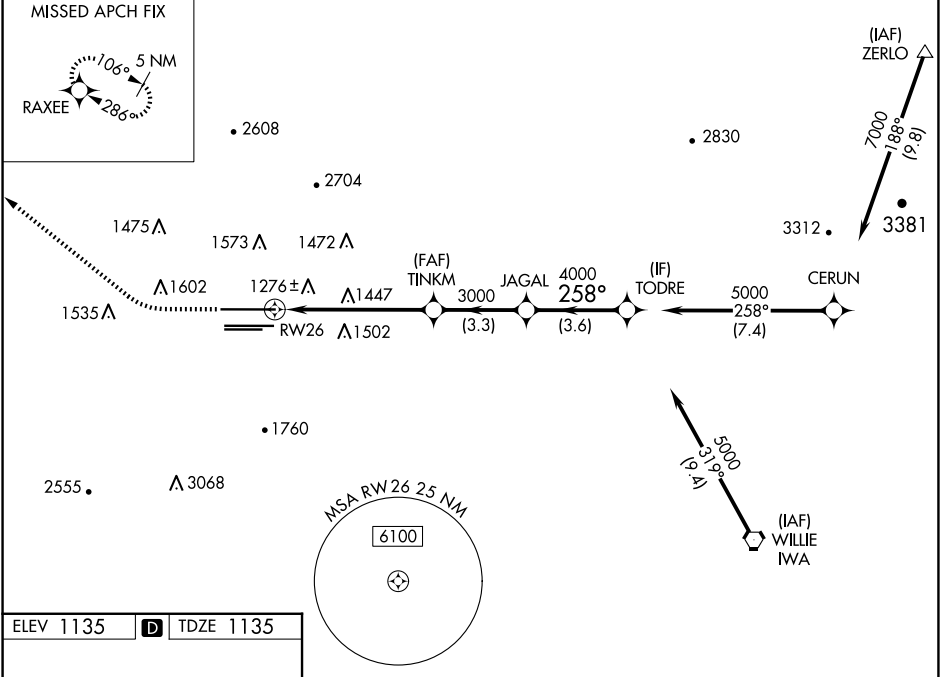 MISSED APCH FIX
106°
5 NM
RAXEE
286°
(IAF)
ZERLO
7000
188°
(9.8)
2608
2830
2704
3381
1475
1573
1472
3312
(FAF)
TINKM
JAGAL
4000
258°
(IF)
TODRE
CERUN
1602
1276±
1447
3000
5000
258°
1535
RW26
1502
(3.3)
(3.6)
(7.4)
1760
5000
319°
(9.4)
2555
3068
MSA RW26 25 NM
6100
(IAF)
WILLIE
IWA
ELEV 1135 D TDZE 1135